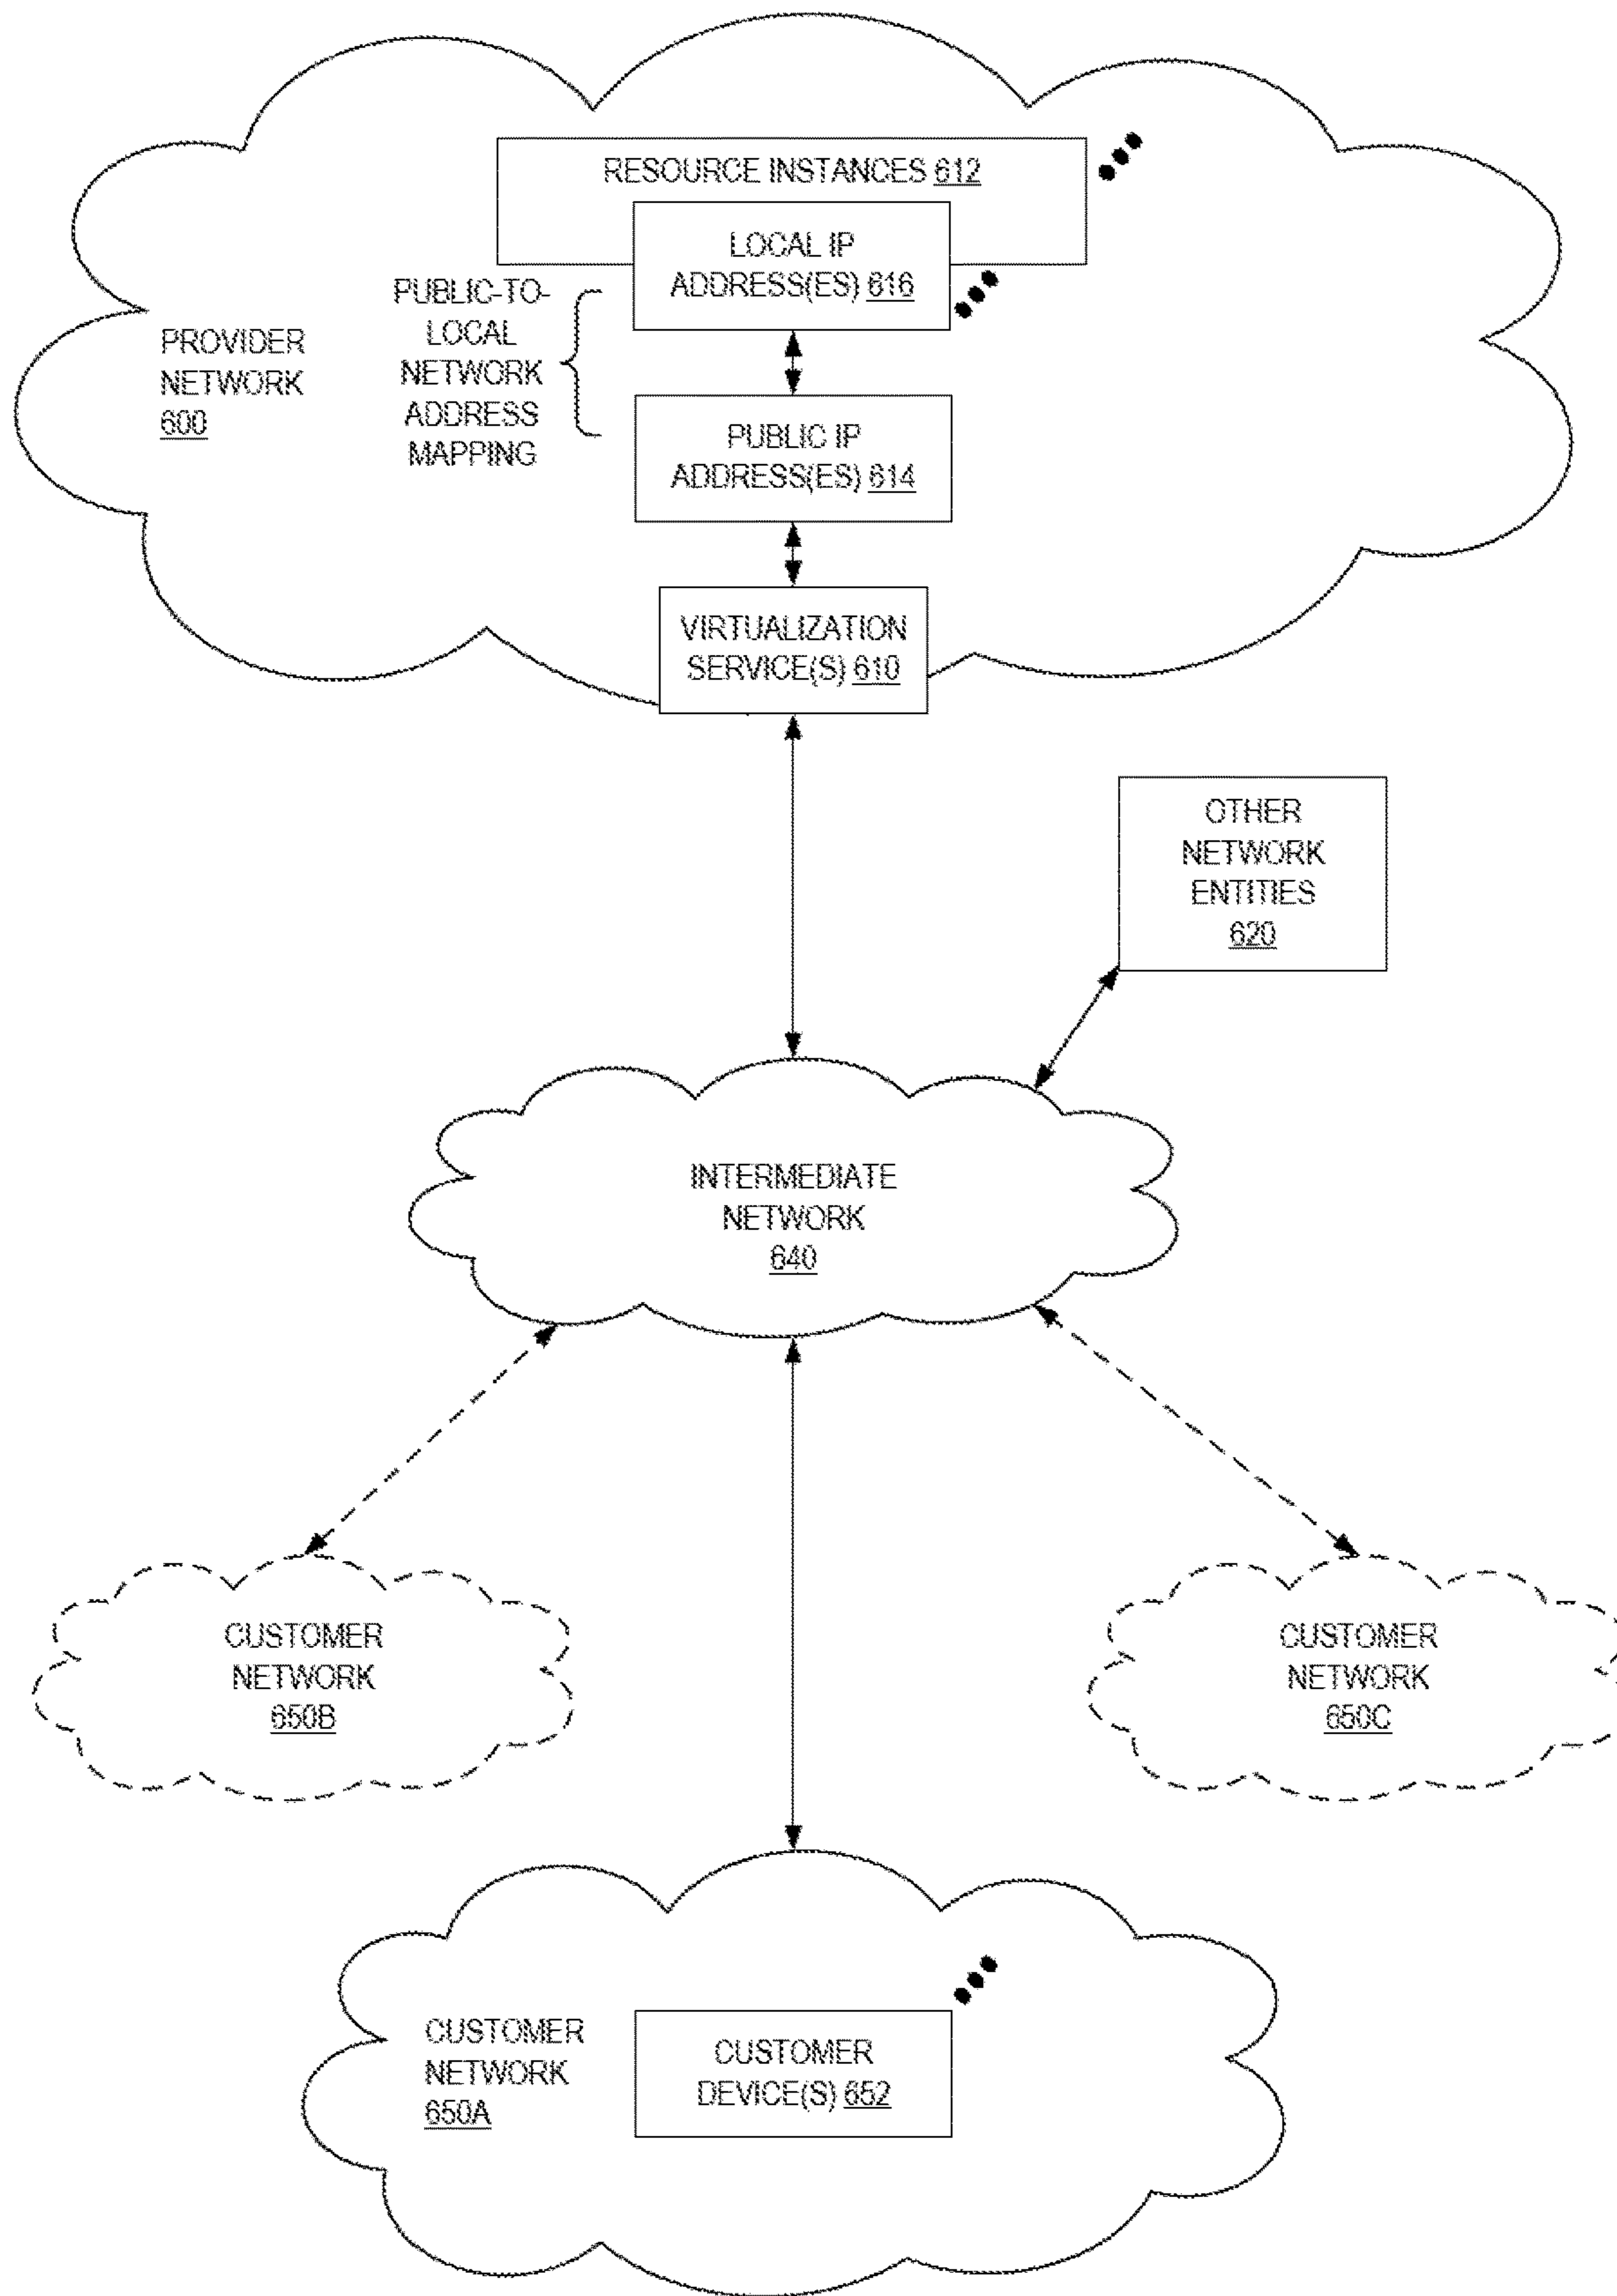 RESOURCE INSTANCES 612
LOCAL IP
ADDRESS(ES) 616
PUBLIC-TO-
LOCAL
NETWORK
ADDRESS
MAPPING
PROVIDER
NETWORK
600
PUBLIC IP
ADDRESS(ES) 614
VIRTUALIZATION
SERVICE(S) 610
OTHER
NETWORK
ENTITIES
620
INTERMEDIATE
NETWORK
640
CUSTOMER
NETWORK
650B
CUSTOMER
NETWORK
650C
CUSTOMER
NETWORK
650A
CUSTOMER
DEVICE(S) 652